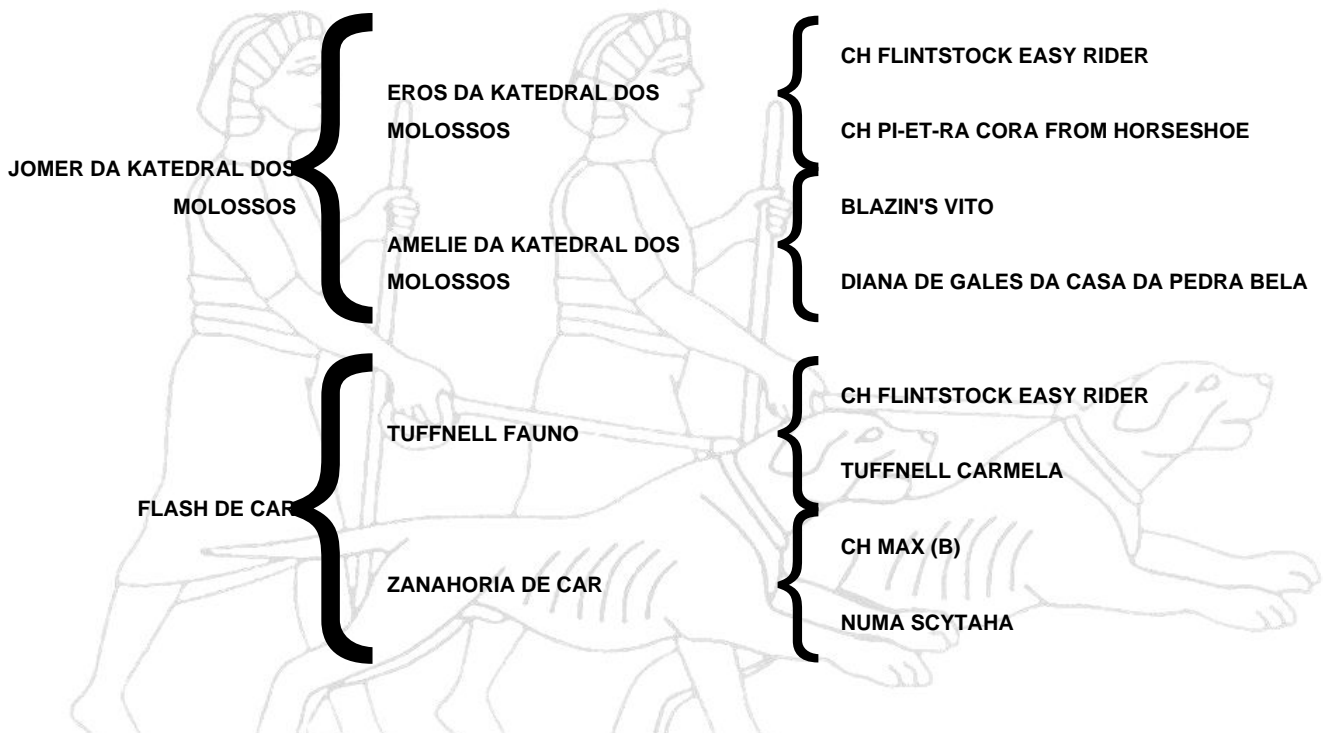 JOMER DA KATEDRAL DOS
MOLOSSOS
EROS DA KATEDRAL DOS
MOLOSSOS
CH FLINTSTOCK EASY RIDER
CH PI-ET-RA CORA FROM HORSESHOE
AMELIE DA KATEDRAL DOS
MOLOSSOS
BLAZIN'S VITO
DIANA DE GALES DA CASA DA PEDRA BELA
FLASH DE CAR
TUFFNELL FAUNO
CH FLINTSTOCK EASY RIDER
TUFFNELL CARMELA
ZANAHORIA DE CAR
CH MAX (B)
NUMA SCYTAHA